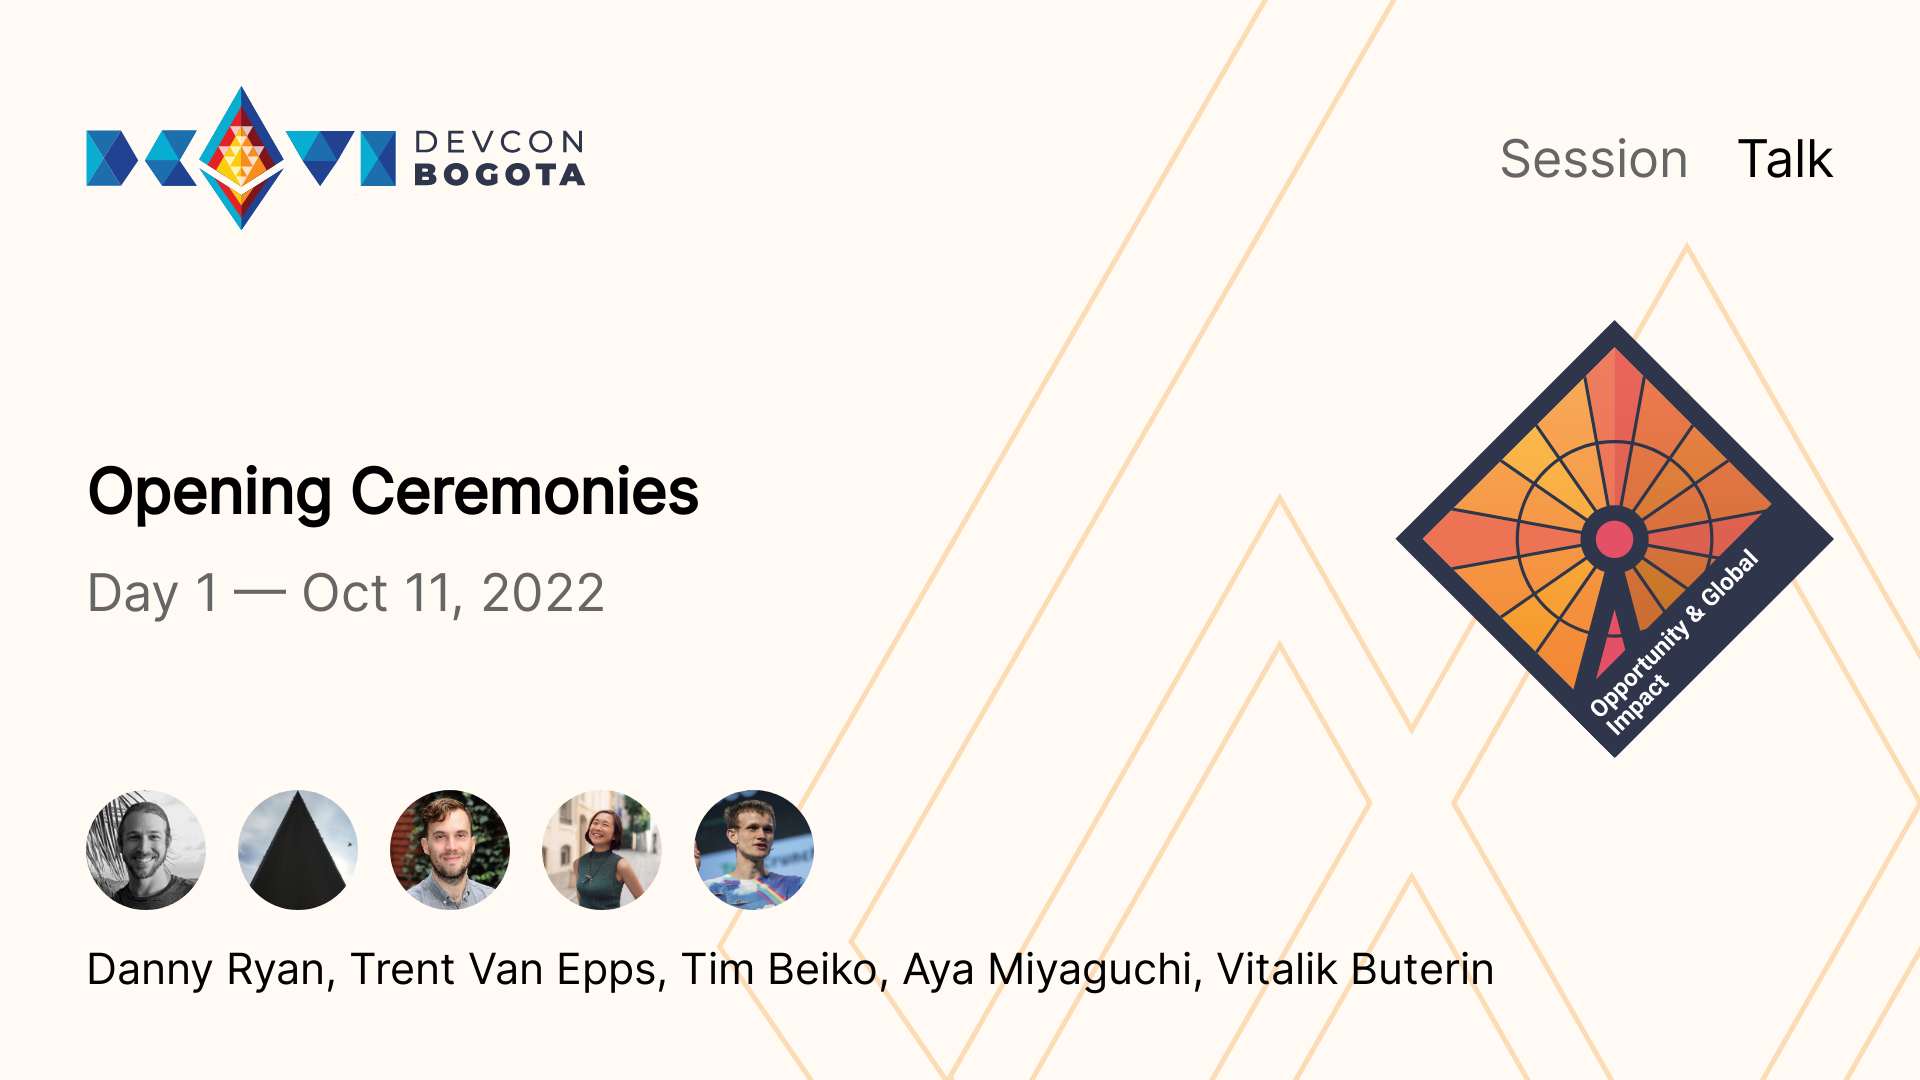 DEVCON
BOGOTA
Session Talk
Opening Ceremonies
Day 1 — Oct 11, 2022
Opportunity & Global
Impact
Danny Ryan, Trent Van Epps, Tim Beiko, Aya Miyaguchi, Vitalik Buterin